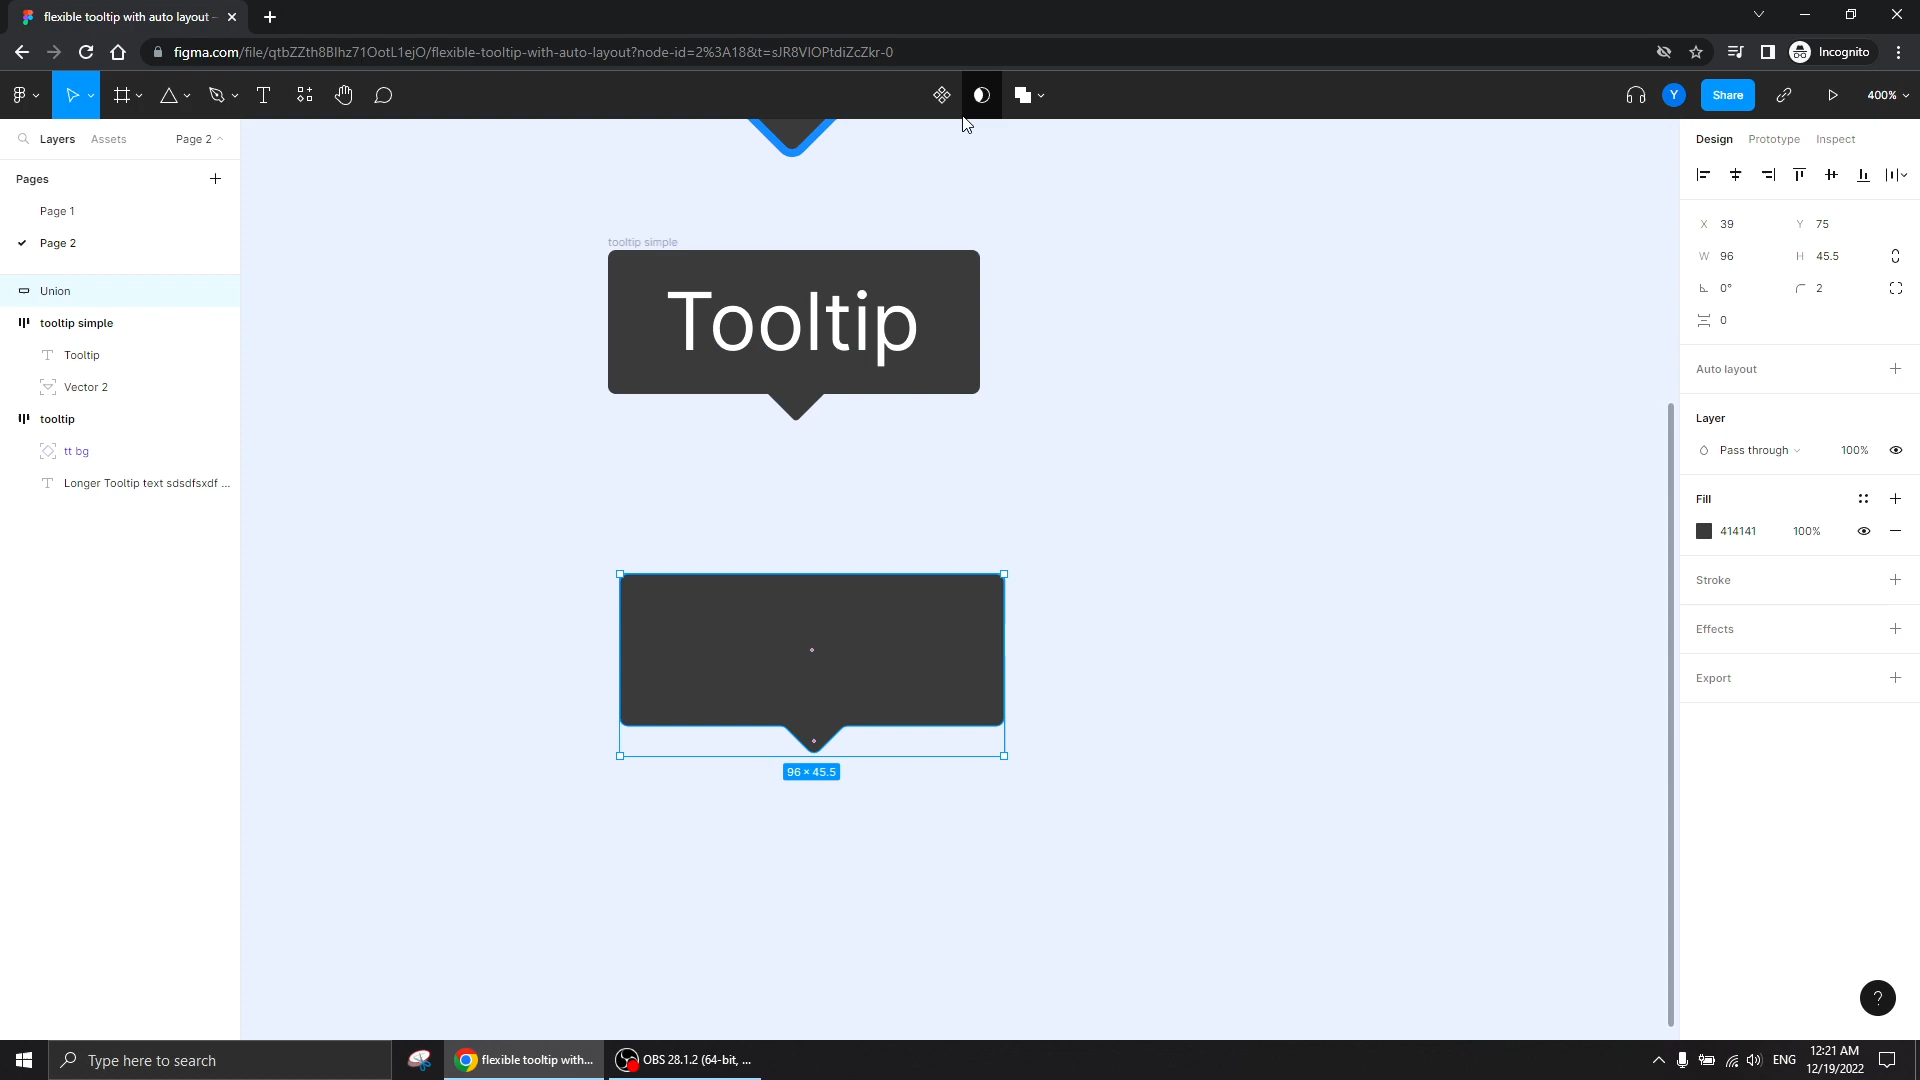 flexible tooltip with auto layout -
figma.com/file/qtbZZth8Blhz71OotL1ejO/flexible-tooltip-with-auto-layout?node-id=2%3A18&t=sJR8VIOPtdiZcZkr-0
Incognito
Y
Share
400%
Layers
Assets
Page 2
Pages
Page 1
Page 2
Union
tooltip simple
Tooltip
Vector 2
tooltip
tt bg
Longer Tooltip text sdsdfsxdf ...
tooltip simple
Tooltip
96 × 45.5
Design
Prototype
Inspect
X 39
Y 75
W 96
H 45.5
0°
2
0
Auto layout
Layer
Pass through
100%
Fill
414141
100%
Stroke
Effects
Export
?
Type here to search
flexible tooltip with...
OBS 28.1.2 (64-bit, ...
ENG
12:21 AM
12/19/2022